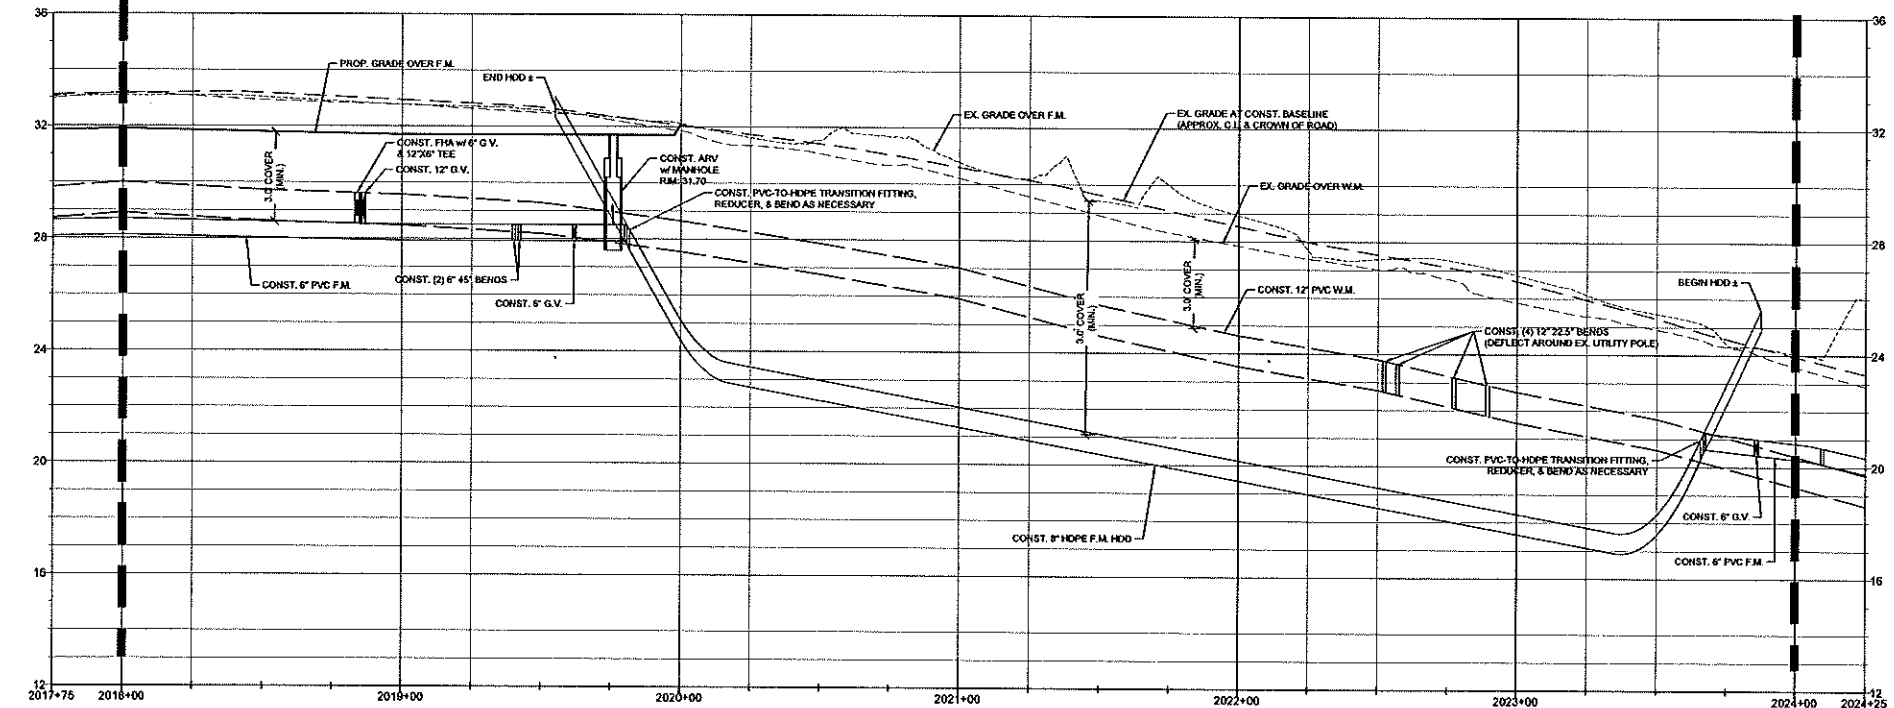 36
36
PROP. GRADE OVER F.M.
END HDD ±
EX. GRADE OVER F.M.
EX. GRADE AT CONST. BASELINE
(APPROX. C.L. & CROWN OF ROAD)
32
32
CONST. FHA w/ 6" G.V.
& 12"X6" TEE
CONST. 12" G.V.
3.0' COVER
(MIN.)
CONST. ARV
w/ MANHOLE
RIM: 31.70
CONST. PVC-TO-HDPE TRANSITION FITTING,
REDUCER, & BEND AS NECESSARY
EX. GRADE OVER W.M.
28
28
CONST. 6" PVC F.M.
CONST. (2) 6" 45° BENDS
CONST. 6" G.V.
3.0' COVER
(MIN.)
3.0' COVER
(MIN.)
CONST. 12" PVC W.M.
BEGIN HDD ±
CONST. (4) 12" 22.5° BENDS
(DEFLECT AROUND EX. UTILITY POLE)
24
24
20
20
CONST. PVC-TO-HDPE TRANSITION FITTING,
REDUCER, & BEND AS NECESSARY
CONST. 8" HDPE F.M. HDD
CONST. 6" G.V.
CONST. 6" PVC F.M.
16
16
12
12
2017+75
2018+00
2019+00
2020+00
2021+00
2022+00
2023+00
2024+00
2024+25